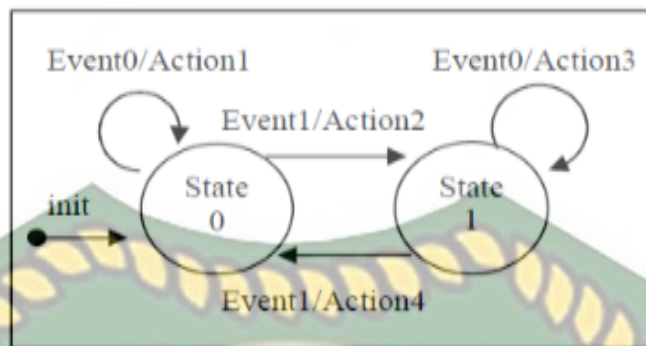 Event0/Action1
Event0/Action3
Event1/Action2
State
0
State
1
init
Event1/Action4